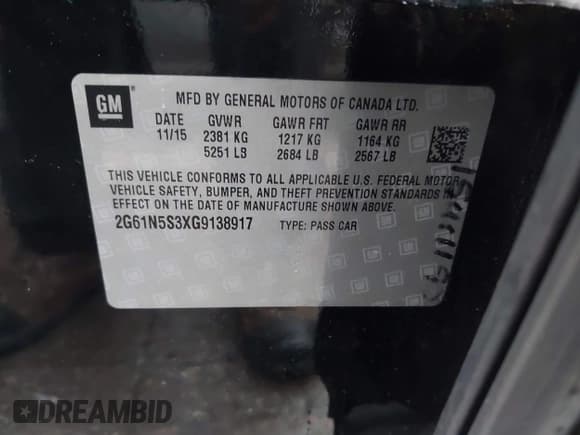 GM
MFD BY GENERAL MOTORS OF CANADA LTD.
DATE GVWR GAWR FRT GAWR RR
11/15 2381 KG 1217 KG 1164 KG
5251 LB 2684 LB 2567 LB
THIS VEHICLE CONFORMS TO ALL APPLICABLE U.S. FEDERAL MOTOR
VEHICLE SAFETY, BUMPER, AND THEFT PREVENTION STANDARDS IN
EFFECT ON THE DATE OF MANUFACTURE SHOWN ABOVE.
2G61N5S3XG9138917 TYPE: PASS CAR
DREAMBID